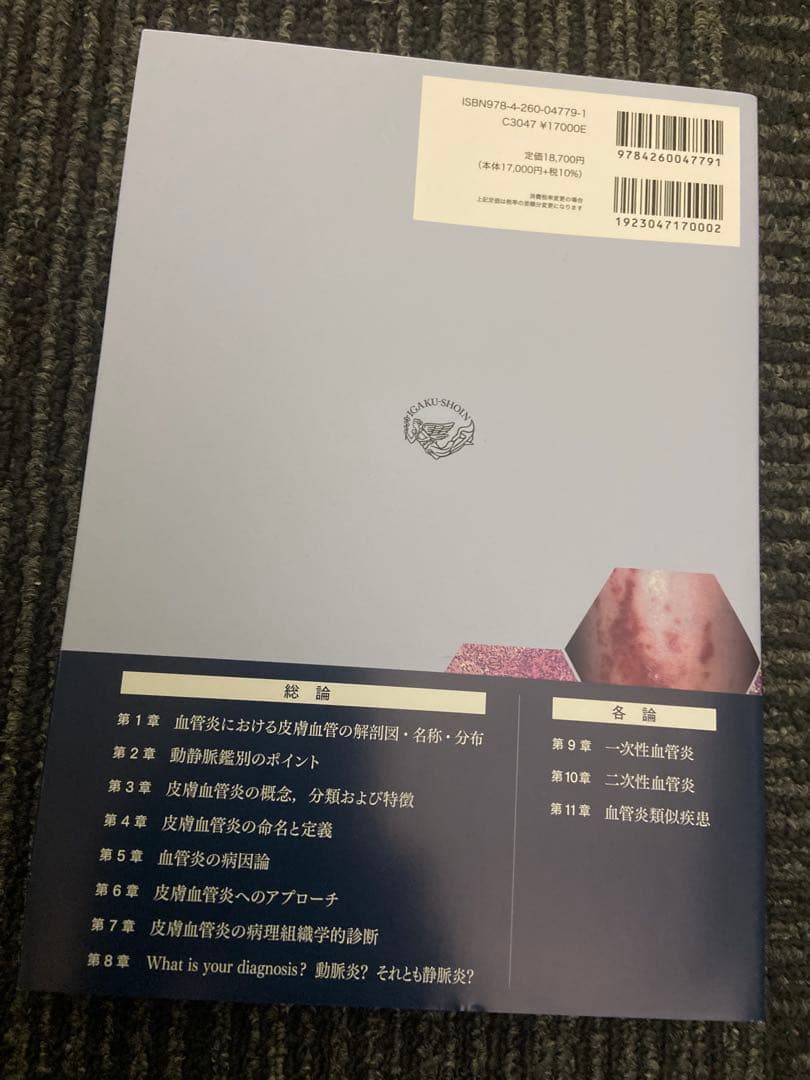 ISBN978-4-260-04779-1
C3047 ¥17000E
定価18,700円
(本体17,000円+税10%)
消費税率変更の場合
上記定価は税率の差額分変更になります
9784260047791
1923047170002
IGAKU-SHOIN
総論
第1章 血管炎における皮膚血管の解剖図・名称・分布
第2章 動静脈鑑別のポイント
第3章 皮膚血管炎の概念,分類および特徴
第4章 皮膚血管炎の命名と定義
第5章 血管炎の病因論
第6章 皮膚血管炎へのアプローチ
第7章 皮膚血管炎の病理組織学的診断
第8章 What is your diagnosis? 動脈炎? それとも静脈炎?
各論
第9章 一次性血管炎
第10章 二次性血管炎
第11章 血管炎類似疾患